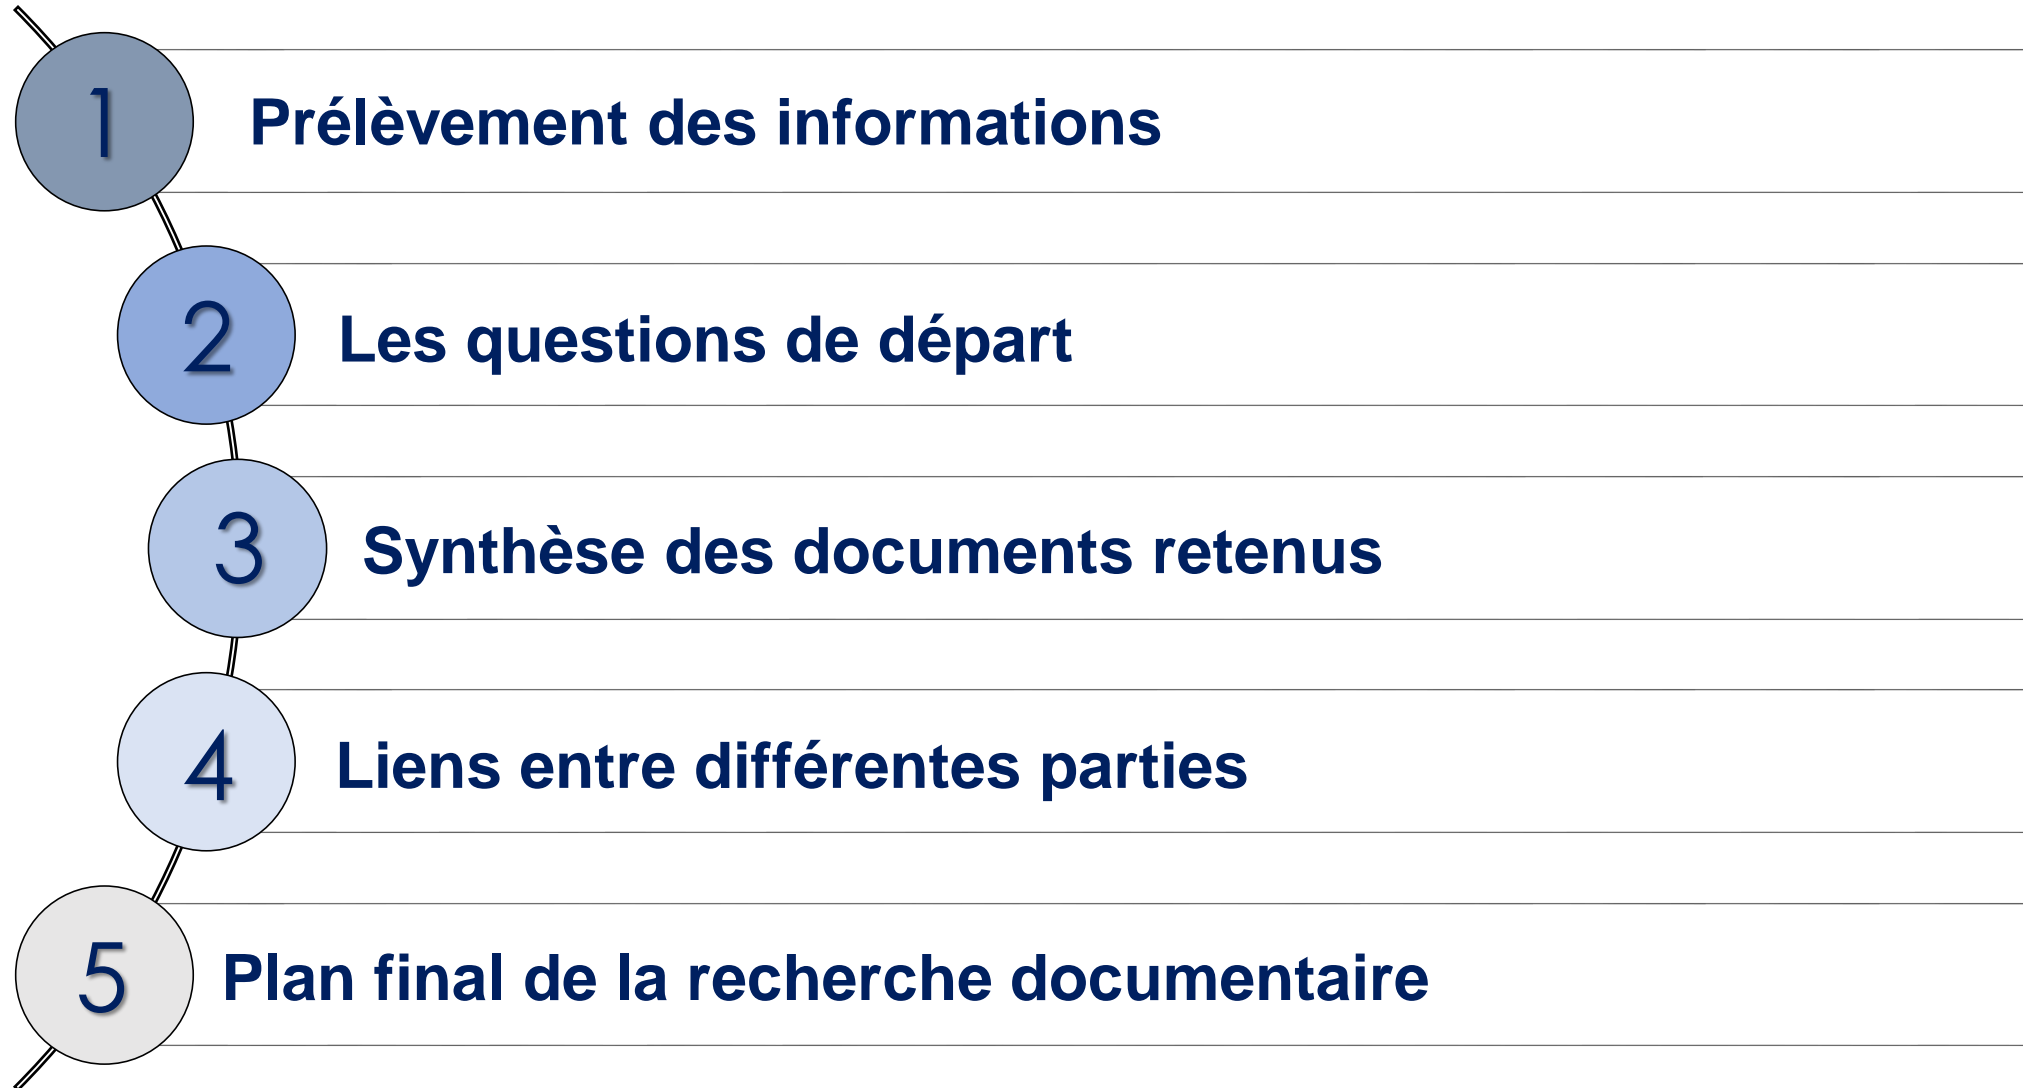 1 Prélèvement des informations
2 Les questions de départ
3 Synthèse des documents retenus
4 Liens entre différentes parties
5 Plan final de la recherche documentaire